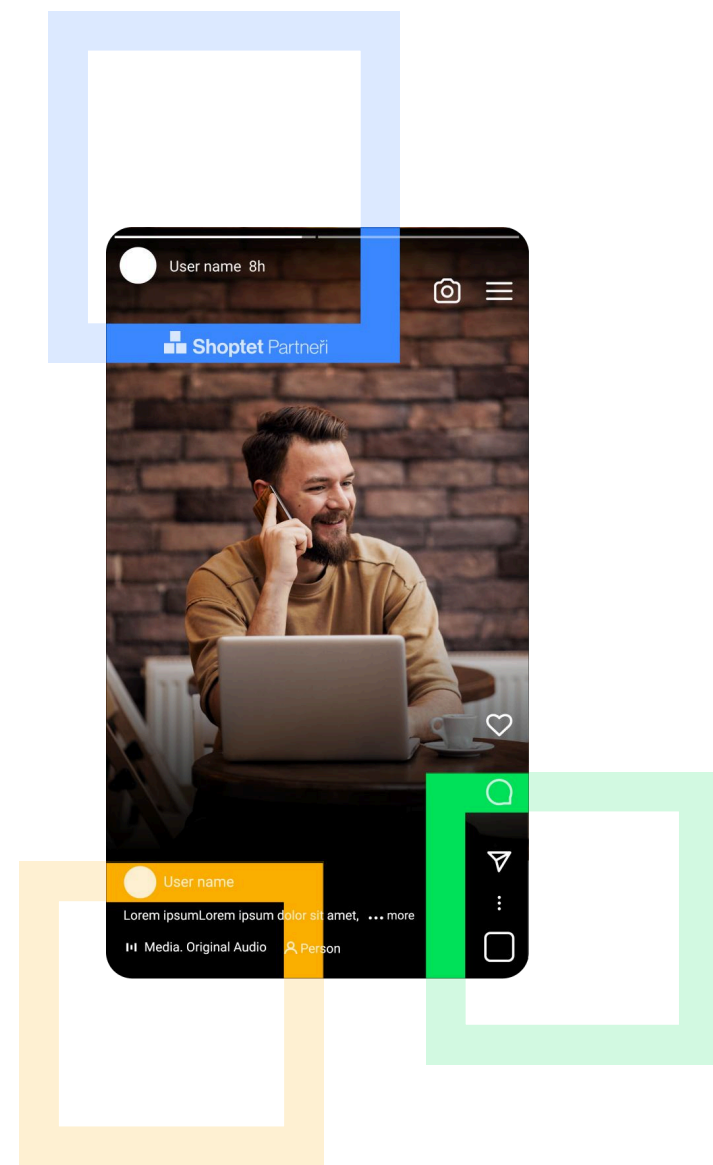 User name 8h
Shoptet Partneři
User name
Lorem ipsumLorem ipsum dolor sit amet, ... more
Media. Original Audio Person